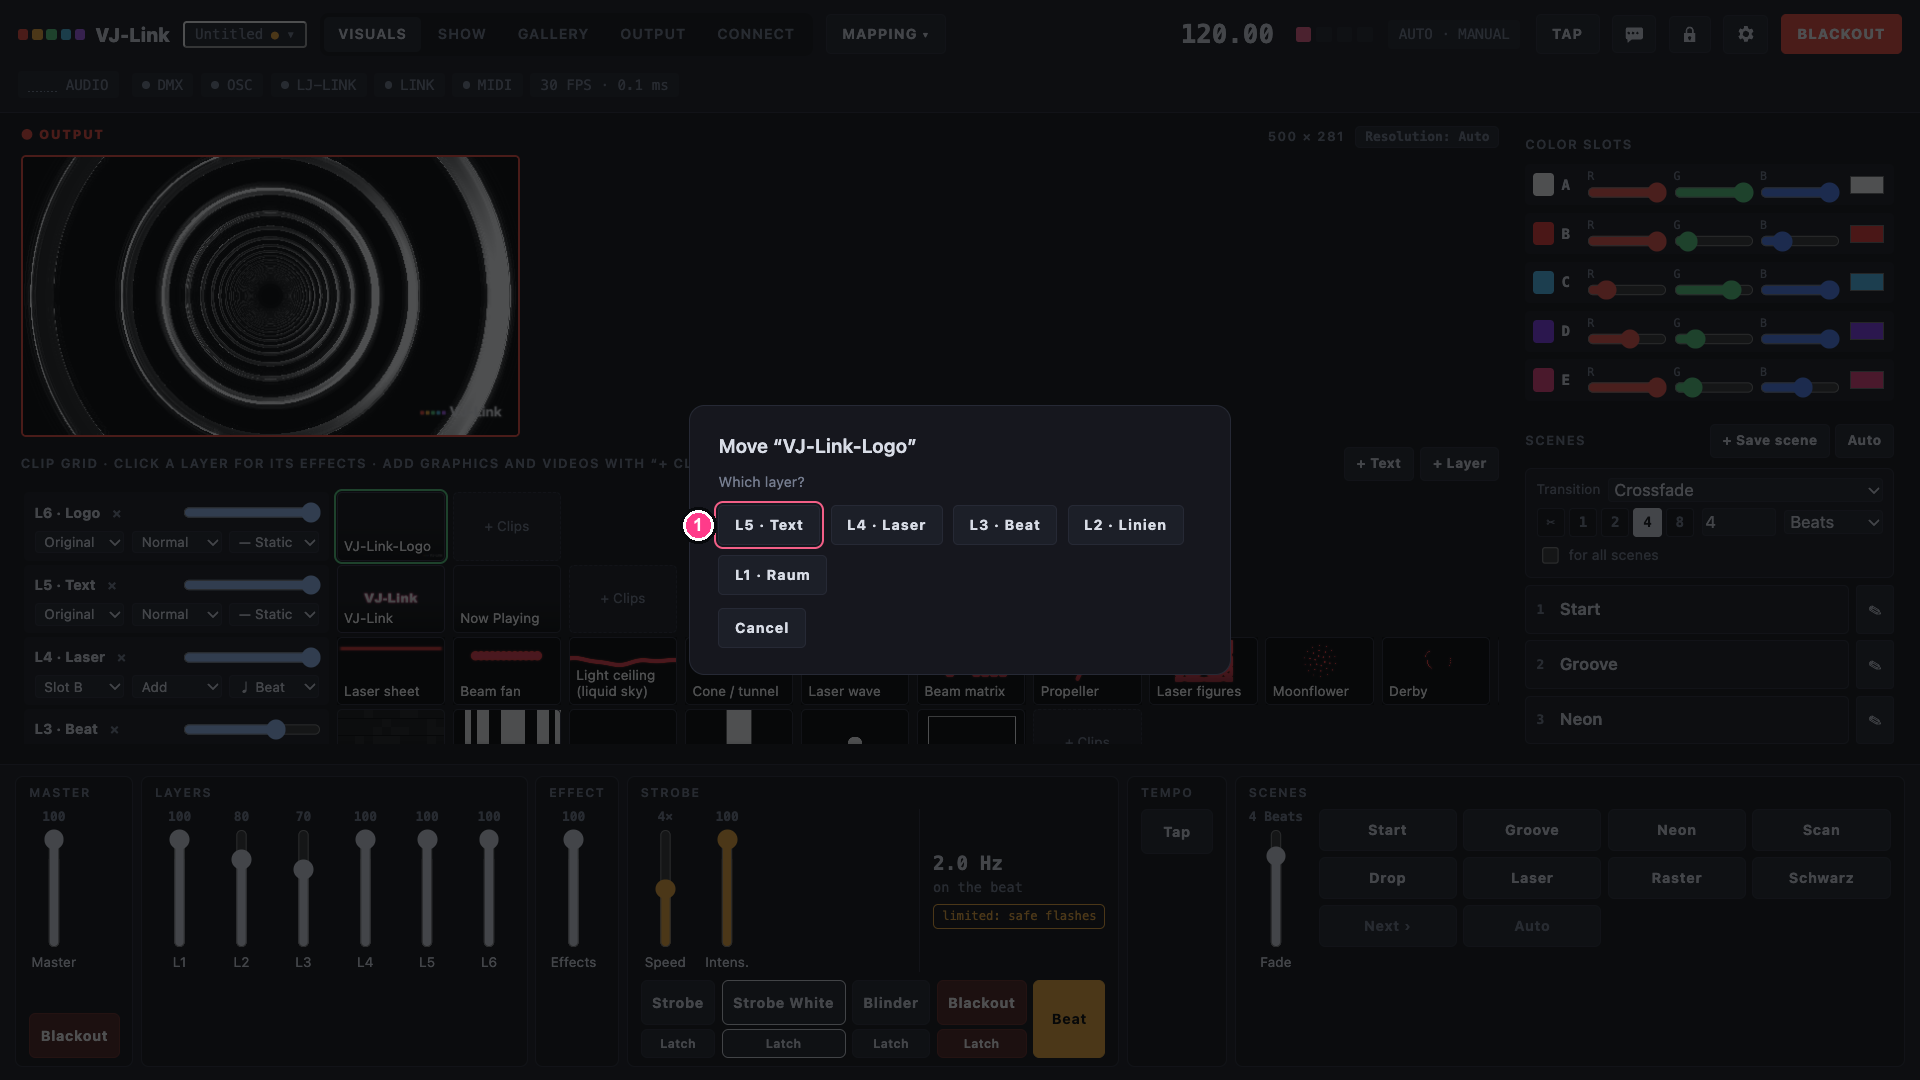 VJ-Link
Untitled
VISUALS
SHOW
GALLERY
OUTPUT
CONNECT
MAPPING
120.00
AUTO · MANUAL
TAP
BLACKOUT
AUDIO
DMX
OSC
LJ-LINK
LINK
MIDI
30 FPS · 0.1 ms
OUTPUT
500 × 281
Resolution: Auto
COLOR SLOTS
A R G B
B R G B
C R G B
D R G B
E R G B
CLIP GRID · CLICK A LAYER FOR ITS EFFECTS · ADD GRAPHICS AND VIDEOS WITH "+
+ Text
+ Layer
SCENES
+ Save scene
Auto
Transition Crossfade
1 2 4 8 4 Beats
for all scenes
1 Start
2 Groove
3 Neon
Move “VJ-Link-Logo”
Which layer?
1
L5 · Text
L4 · Laser
L3 · Beat
L2 · Linien
L1 · Raum
Cancel
L6 · Logo ×
Original
Normal
— Static
VJ-Link-Logo
+ Clips
L5 · Text ×
Original
Normal
— Static
VJ-Link
VJ-Link
Now Playing
+ Clips
L4 · Laser ×
Slot B
Add
♩ Beat
Laser sheet
Beam fan
Light ceiling
(liquid sky)
Cone / tunnel
Laser wave
Beam matrix
Propeller
Laser figures
Moonflower
Derby
L3 · Beat ×
+ Clips
MASTER
100
Master
Blackout
LAYERS
100 80 70 100 100 100
L1 L2 L3 L4 L5 L6
EFFECT
100
Effects
STROBE
4× 100
Speed Intens.
2.0 Hz
on the beat
limited: safe flashes
Strobe
Strobe White
Blinder
Blackout
Beat
Latch
Latch
Latch
Latch
TEMPO
Tap
SCENES
4 Beats
Fade
Start
Groove
Neon
Scan
Drop
Laser
Raster
Schwarz
Next ›
Auto